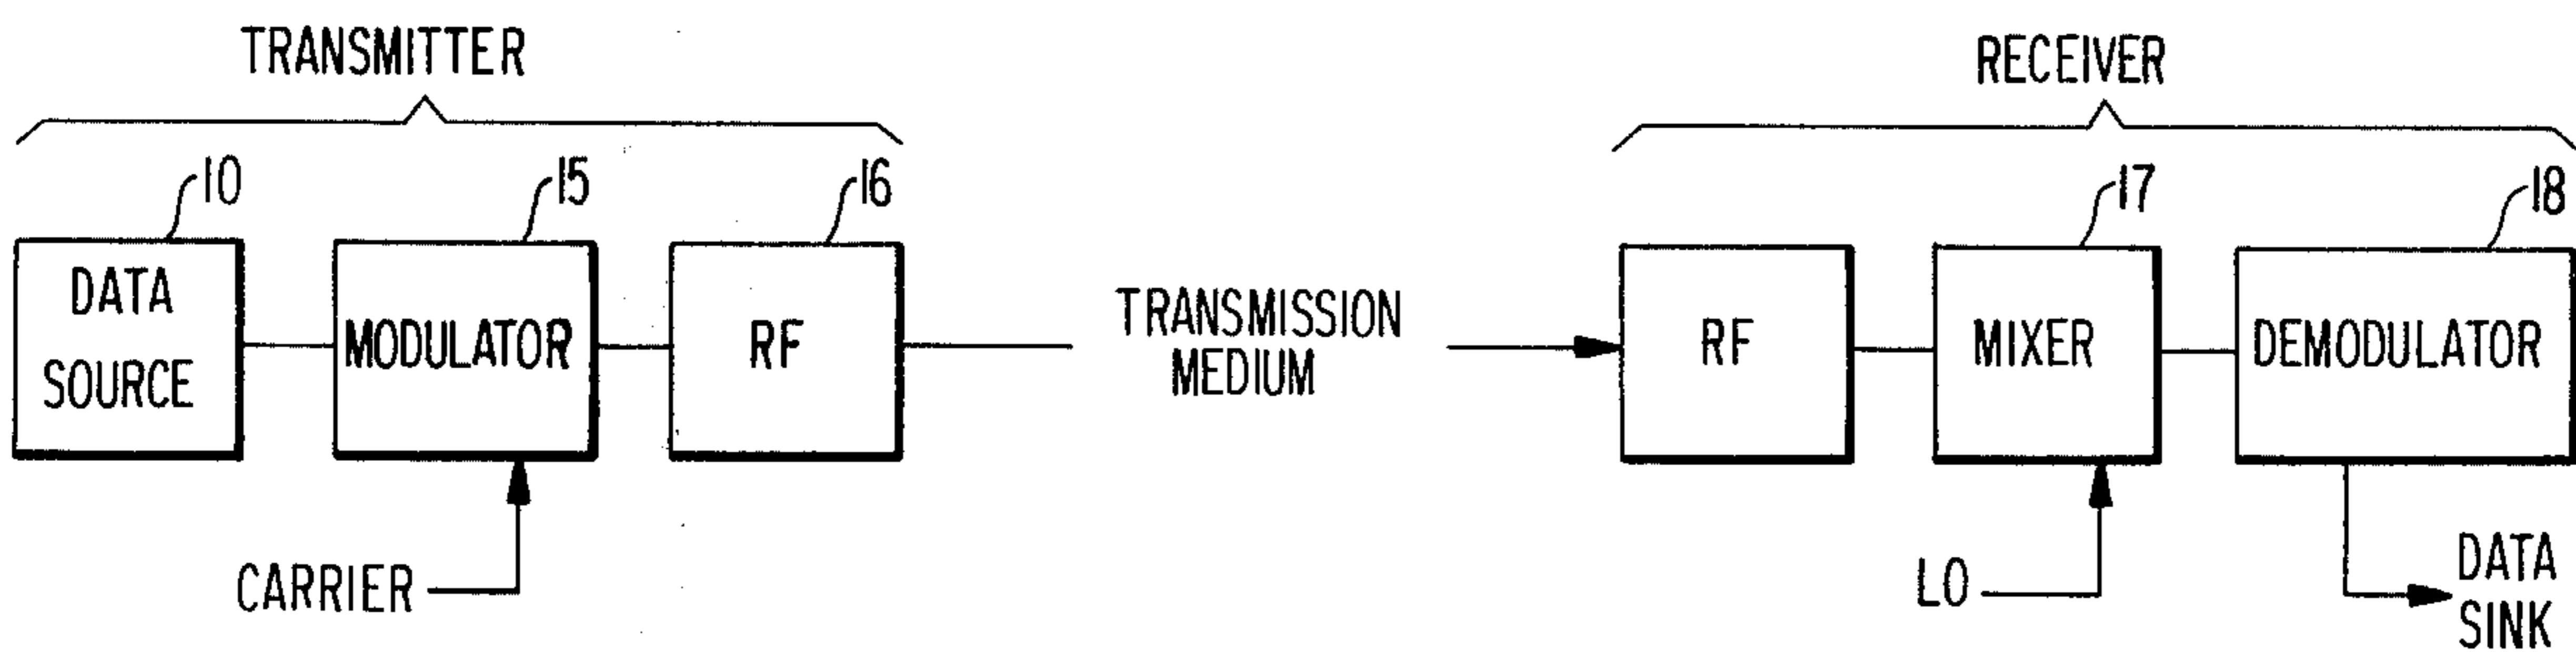 TRANSMITTER
RECEIVER
10
15
16
17
18
DATA
SOURCE
MODULATOR
RF
TRANSMISSION
MEDIUM
RF
MIXER
DEMODULATOR
CARRIER
LO
DATA
SINK